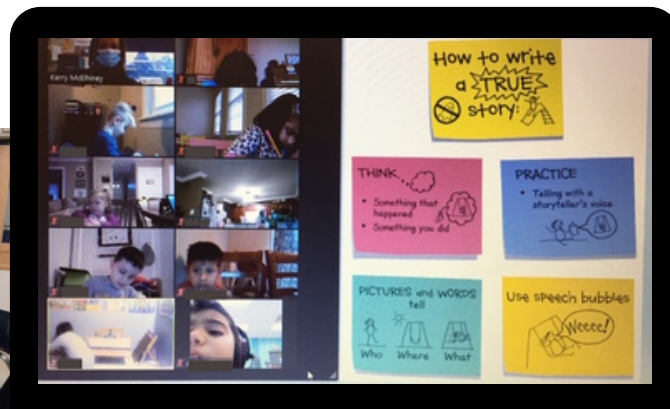 Kerry McElhiney
How to write
a TRUE
story:
THINK...
• Something that
happened
• Something you did
PRACTICE
• Telling with a
storyteller's voice
PICTURES and WORDS
tell
Who Where What
Use speech bubbles
Weeee!